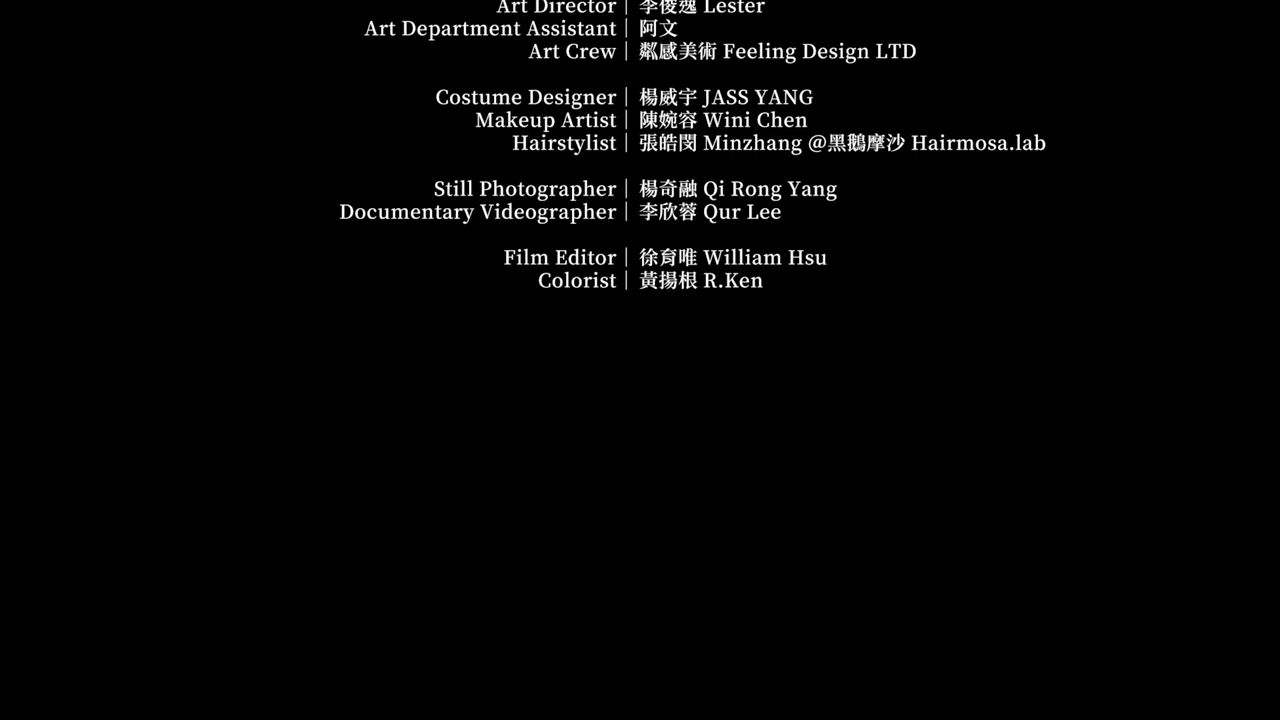 Art Director｜李俊逸 Lester
Art Department Assistant｜阿文
Art Crew｜粼感美術 Feeling Design LTD
Costume Designer｜楊威宇 JASS YANG
Makeup Artist｜陳婉容 Wini Chen
Hairstylist｜張皓閔 Minzhang @黑鵝摩沙 Hairmosa.lab
Still Photographer｜楊奇融 Qi Rong Yang
Documentary Videographer｜李欣蓉 Qur Lee
Film Editor｜徐育唯 William Hsu
Colorist｜黃揚根 R.Ken